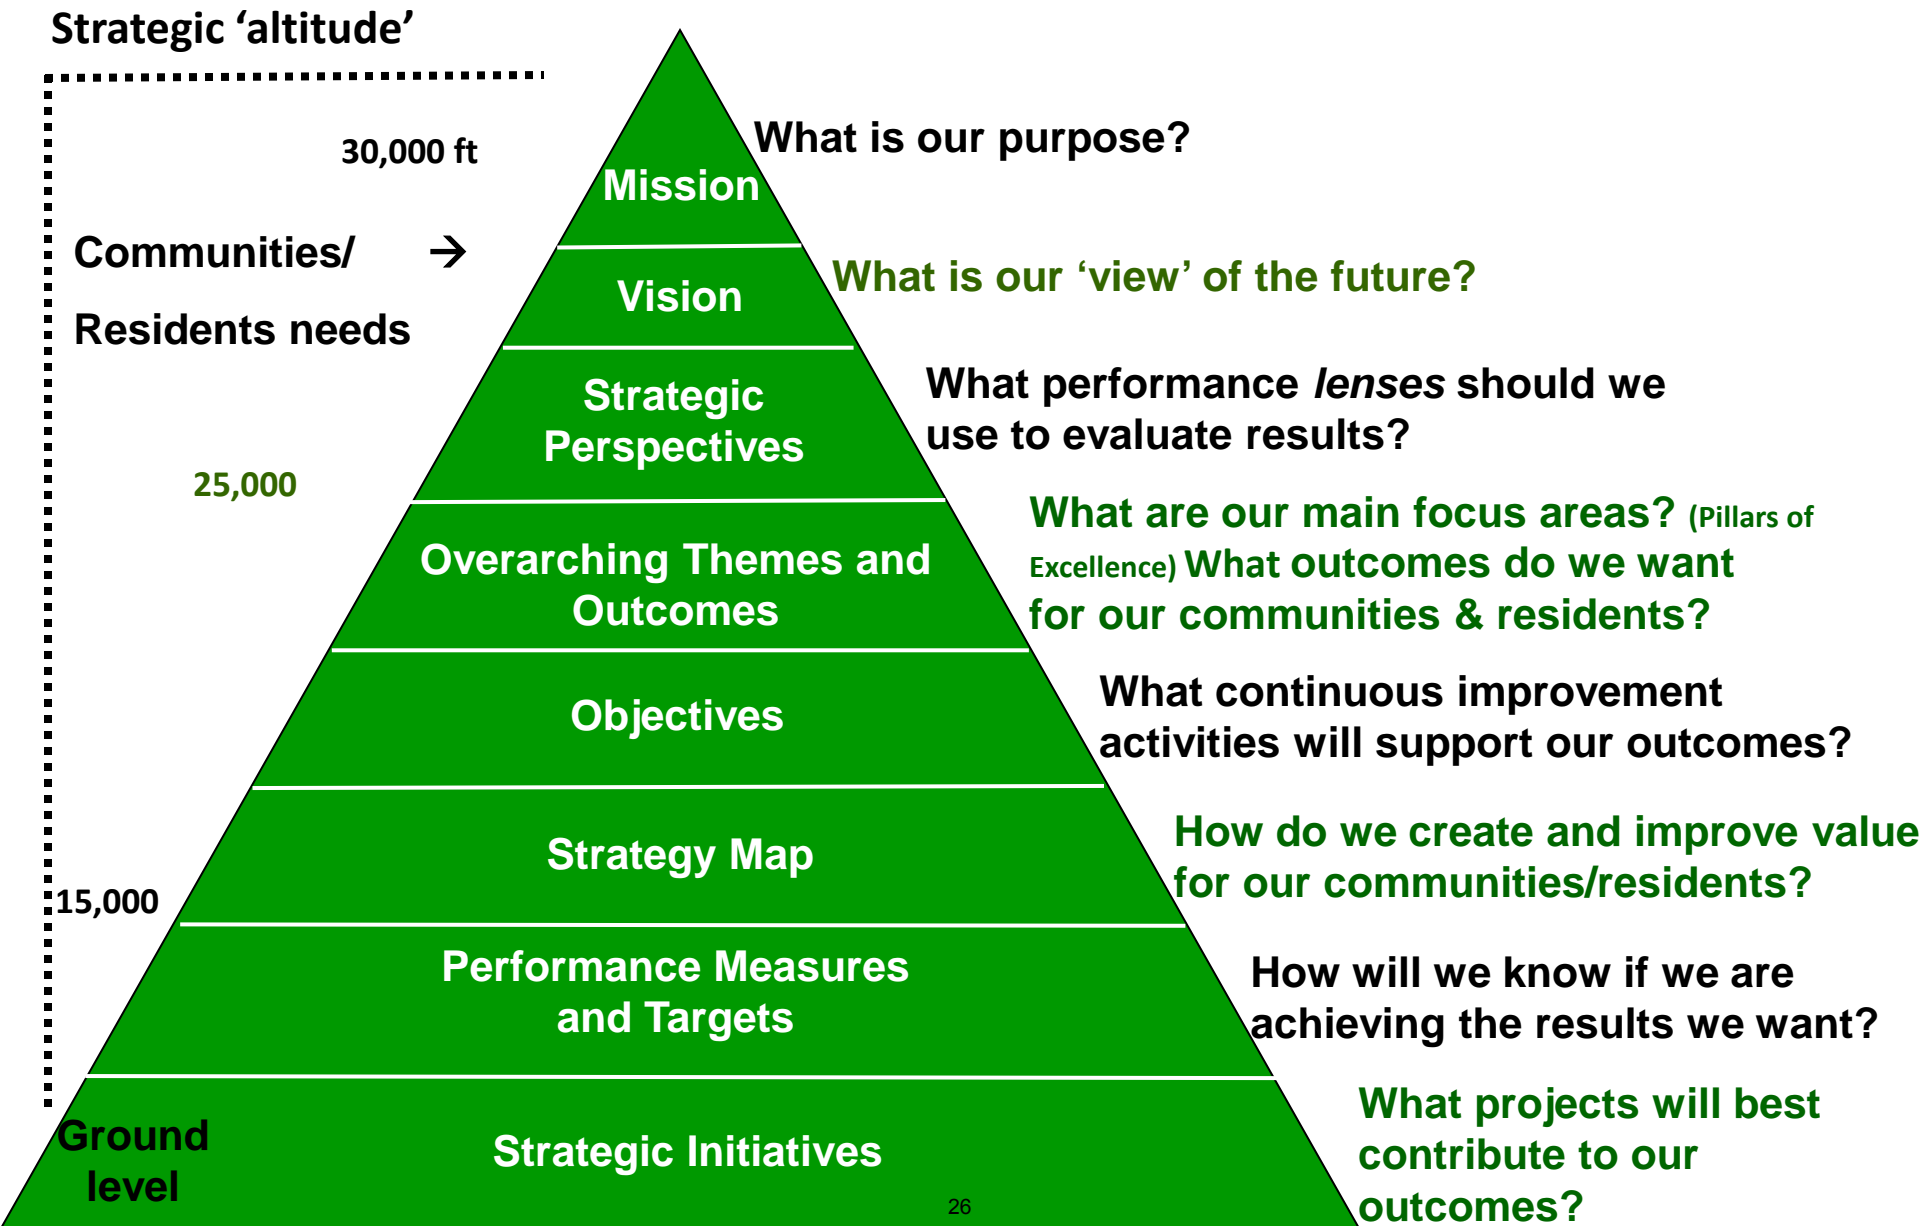 Strategic ‘altitude’
30,000 ft
What is our purpose?
Mission
Communities/ →
Residents needs
Vision
What is our ‘view’ of the future?
Strategic
Perspectives
What performance lenses should we
use to evaluate results?
25,000
Overarching Themes and
Outcomes
What are our main focus areas? (Pillars of
Excellence) What outcomes do we want
for our communities & residents?
Objectives
What continuous improvement
activities will support our outcomes?
Strategy Map
How do we create and improve value
for our communities/residents?
15,000
Performance Measures
and Targets
How will we know if we are
achieving the results we want?
Ground
level
Strategic Initiatives
What projects will best
contribute to our
outcomes?
26